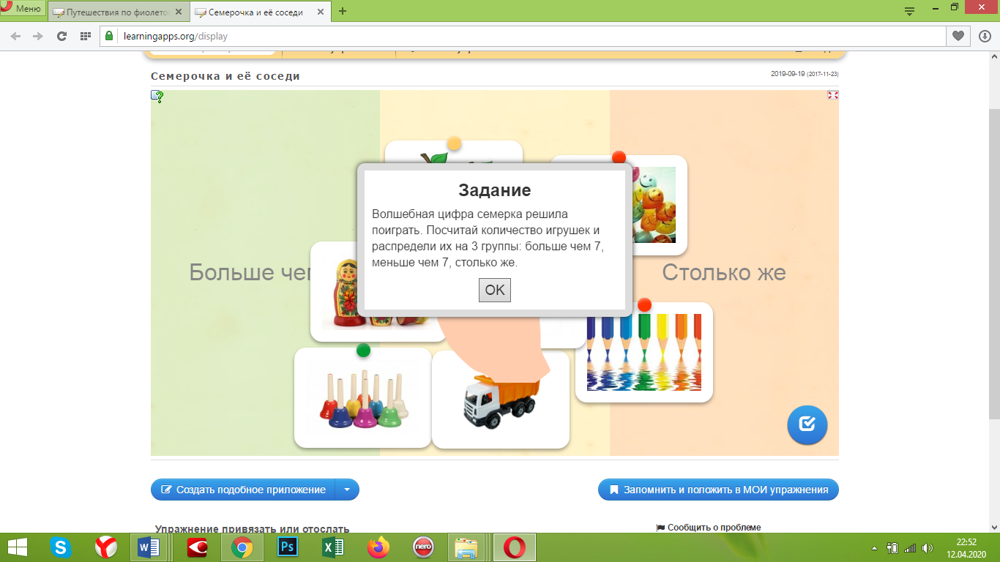 Меню
Путешествия по фиолето
Семерочка и её соседи
learningapps.org/display
Семерочка и её соседи
2019-09-19 (2017-11-23)
Задание
Волшебная цифра семерка решила
поиграть. Посчитай количество игрушек и
распредели их на 3 группы: больше чем 7,
меньше чем 7, столько же.
OK
Больше чем
Столько же
Создать подобное приложение
Запомнить и положить в МОИ упражнения
Упражнение привязать или отослать
Сообщить о проблеме
Ps
nero
22:52
12.04.2020